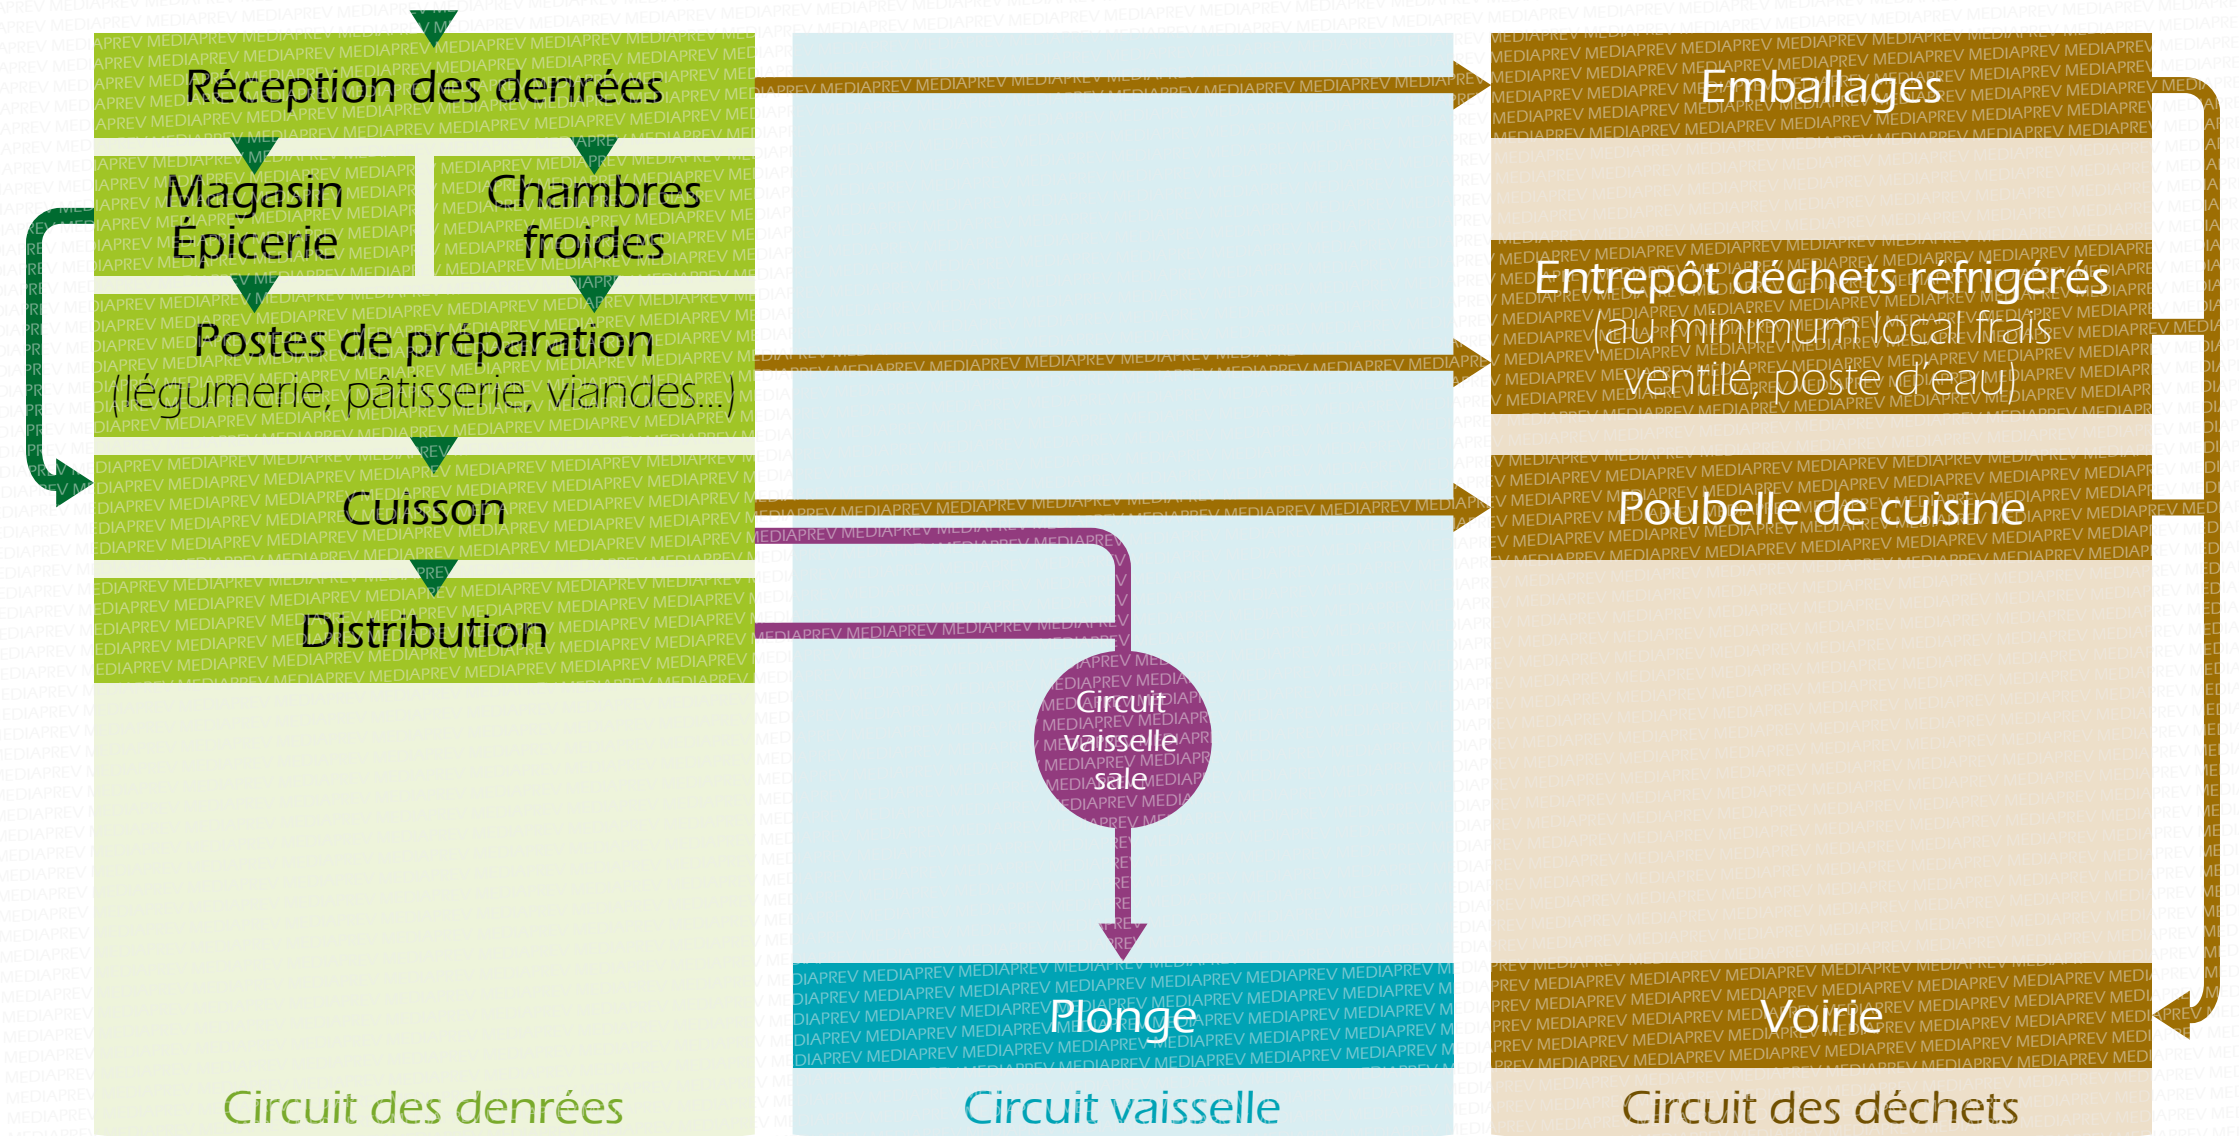 Réception des denrées
Emballages
Magasin
Épicerie
Chambres
froides
Entrepôt déchets réfrigérés
(au minimum local frais
ventilé, poste d'eau)
Postes de préparation
(légumerie, pâtisserie, viandes...)
Cuisson
Poubelle de cuisine
Distribution
Circuit
vaisselle
sale
Plonge
Voirie
Circuit des denrées
Circuit vaisselle
Circuit des déchets
MEDIAPREV